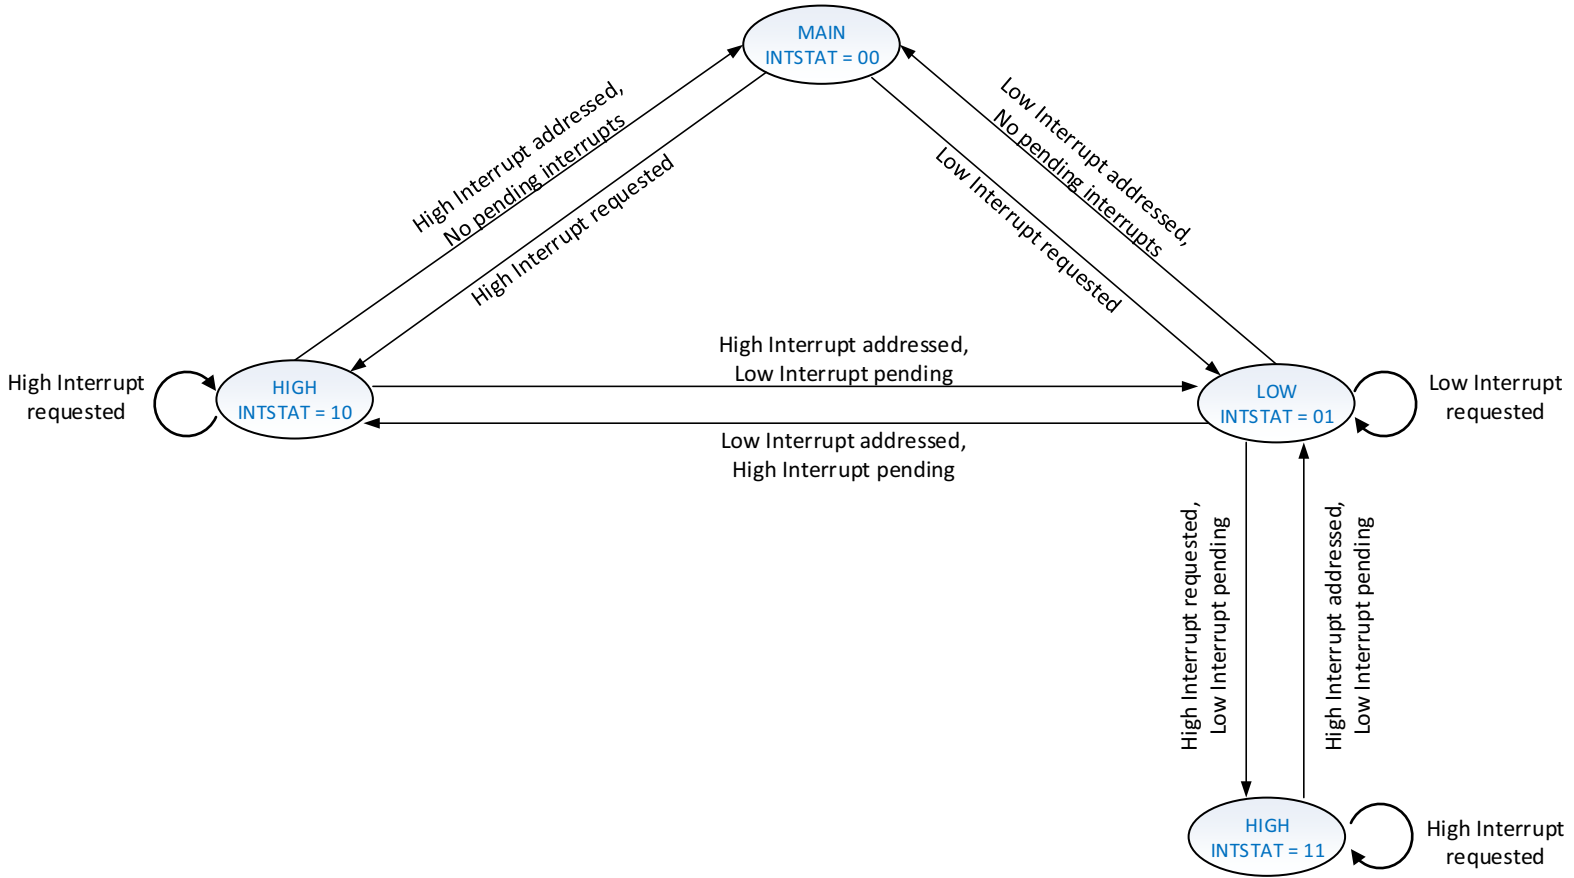 MAIN
INTSTAT = 00
High Interrupt addressed,
No pending interrupts
High Interrupt requested
Low Interrupt addressed,
No pending interrupts
Low Interrupt requested
High Interrupt
requested
HIGH
INTSTAT = 10
High Interrupt addressed,
Low Interrupt pending
Low Interrupt addressed,
High Interrupt pending
LOW
INTSTAT = 01
Low Interrupt
requested
High Interrupt requested,
Low Interrupt pending
High Interrupt addressed,
Low Interrupt pending
HIGH
INTSTAT = 11
High Interrupt
requested